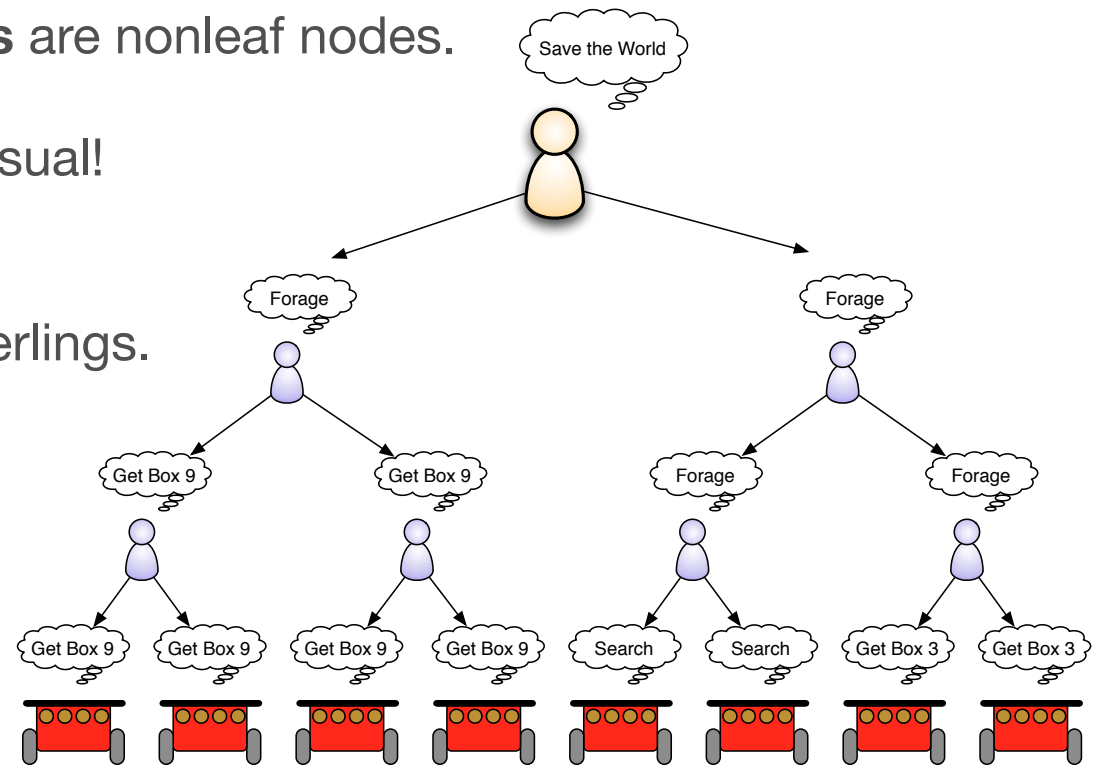 s are nonleaf nodes.
sual!
erlings.
Save the World
Forage
Forage
Get Box 9
Get Box 9
Forage
Forage
Get Box 9
Get Box 9
Get Box 9
Get Box 9
Search
Search
Get Box 3
Get Box 3